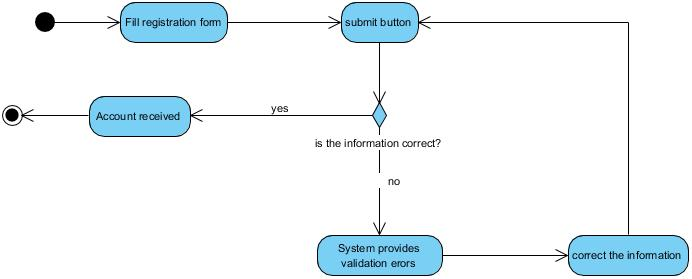 Fill registration form
submit button
yes
Account received
is the information correct?
no
System provides
validation erors
correct the information